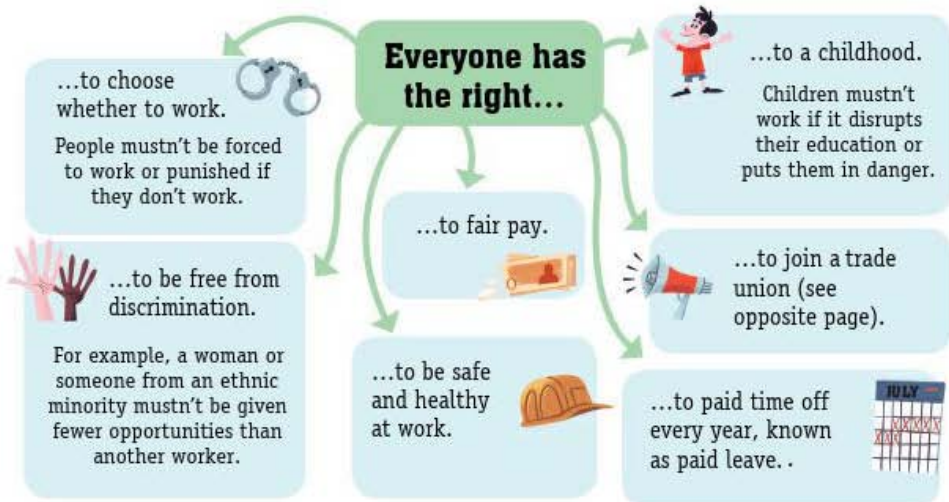 Everyone has
the right...
...to choose
whether to work.
People mustn't be forced
to work or punished if
they don't work.
...to be free from
discrimination.
For example, a woman or
someone from an ethnic
minority mustn't be given
fewer opportunities than
another worker.
...to fair pay.
...to be safe
and healthy
at work.
...to a childhood.
Children mustn't
work if it disrupts
their education or
puts them in danger.
...to join a trade
union (see
opposite page).
...to paid time off
every year, known
as paid leave. .
JULY